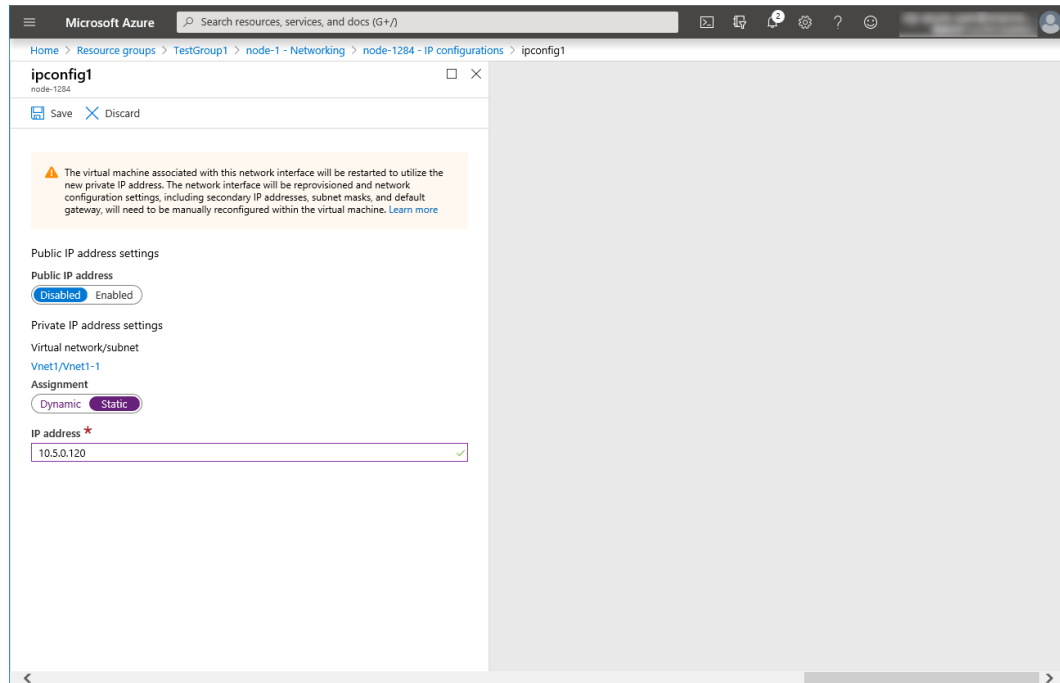 Microsoft Azure
Search resources, services, and docs (G+/)
2
Home > Resource groups > TestGroup1 > node-1 - Networking > node-1284 - IP configurations > ipconfig1
ipconfig1
node-1284
Save
Discard
The virtual machine associated with this network interface will be restarted to utilize the
new private IP address. The network interface will be reprovisioned and network
configuration settings, including secondary IP addresses, subnet masks, and default
gateway, will need to be manually reconfigured within the virtual machine. Learn more
Public IP address settings
Public IP address
Disabled Enabled
Private IP address settings
Virtual network/subnet
Vnet1/Vnet1-1
Assignment
Dynamic Static
IP address *
10.5.0.120